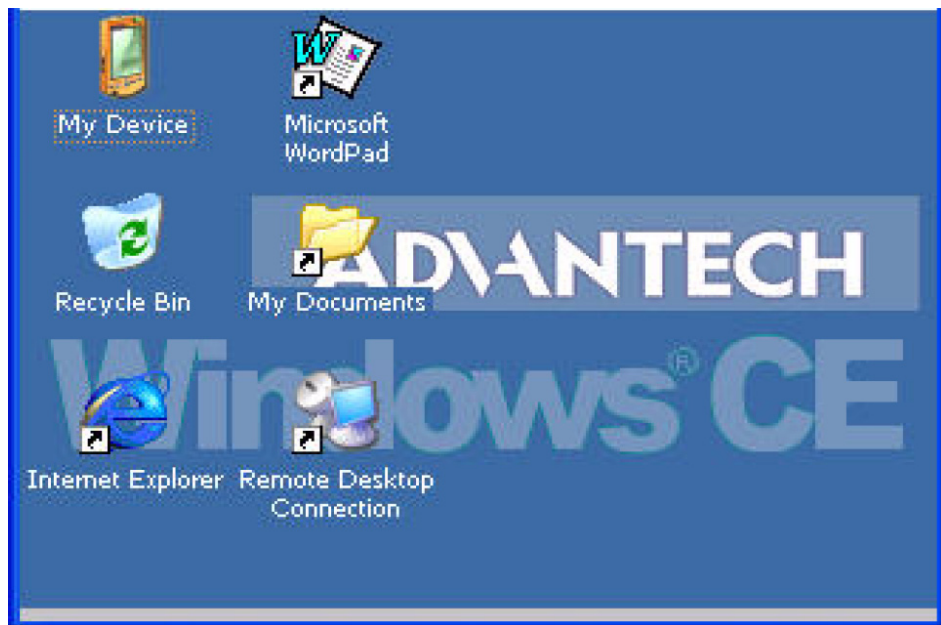 My Device
Microsoft
WordPad
ADVANTECH
Recycle Bin
My Documents
Windows® CE
Internet Explorer
Remote Desktop
Connection